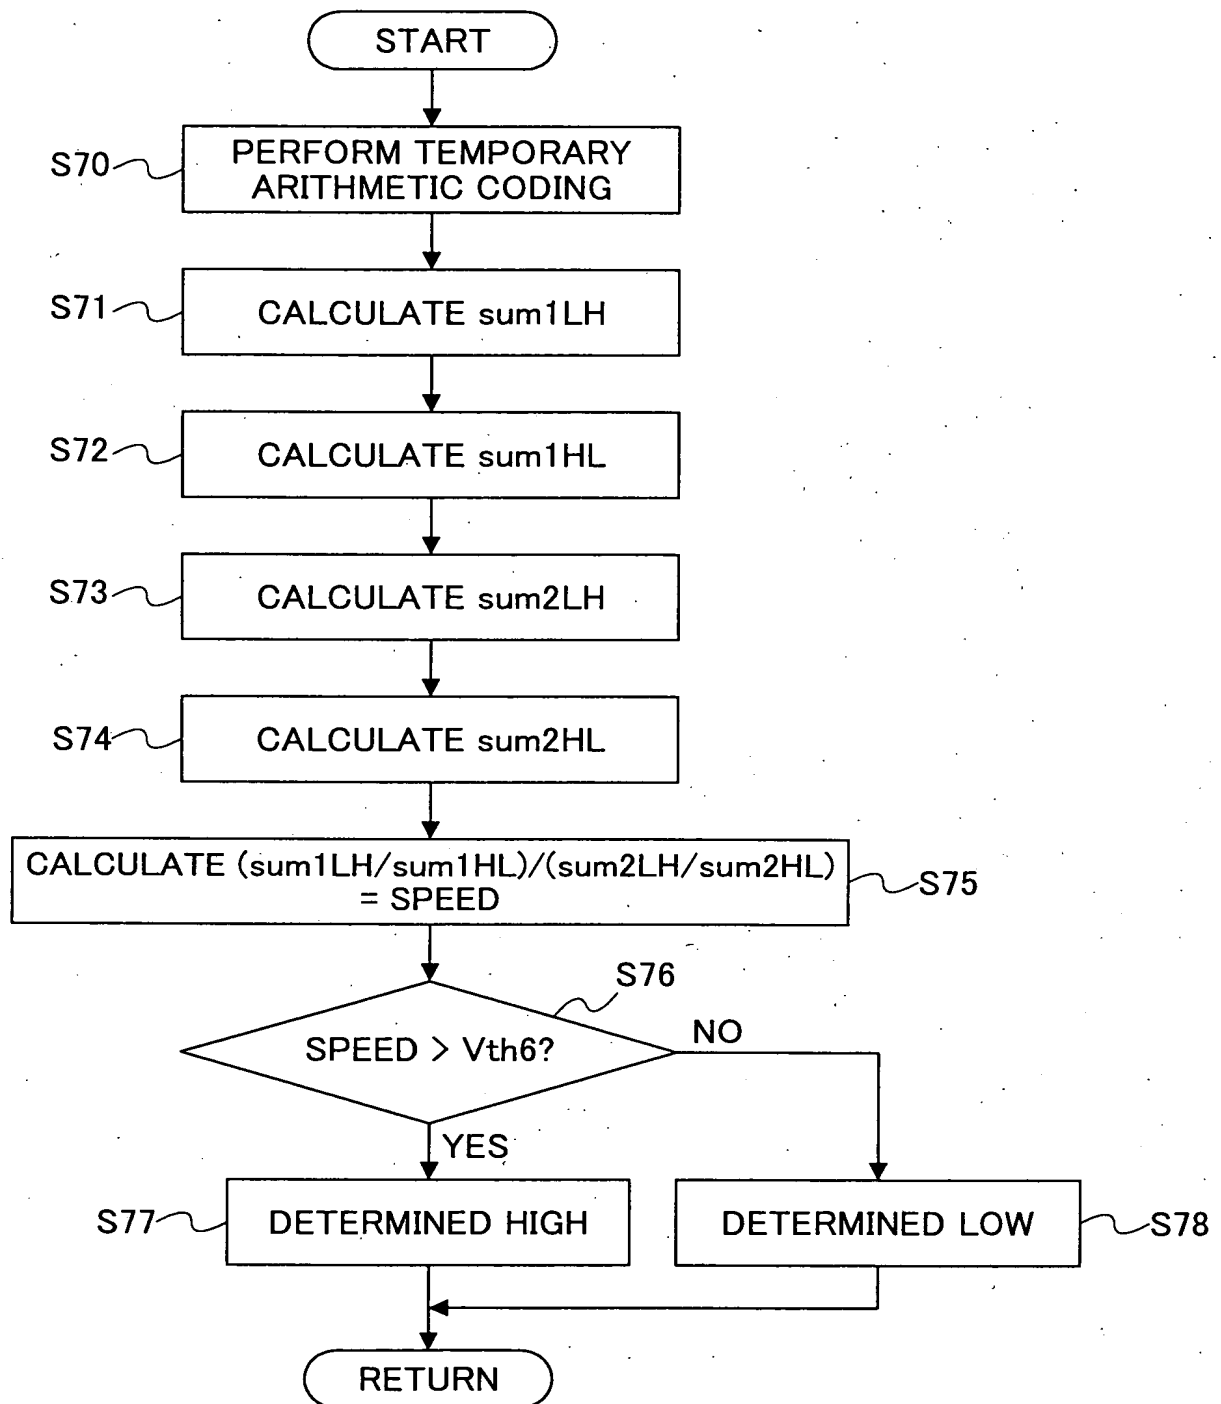 START
S70
PERFORM TEMPORARY
ARITHMETIC CODING
S71
CALCULATE sum1LH
S72
CALCULATE sum1HL
S73
CALCULATE sum2LH
S74
CALCULATE sum2HL
CALCULATE (sum1LH/sum1HL)/(sum2LH/sum2HL)
= SPEED
S75
S76
SPEED > Vth6?
NO
YES
S77
DETERMINED HIGH
DETERMINED LOW
S78
RETURN